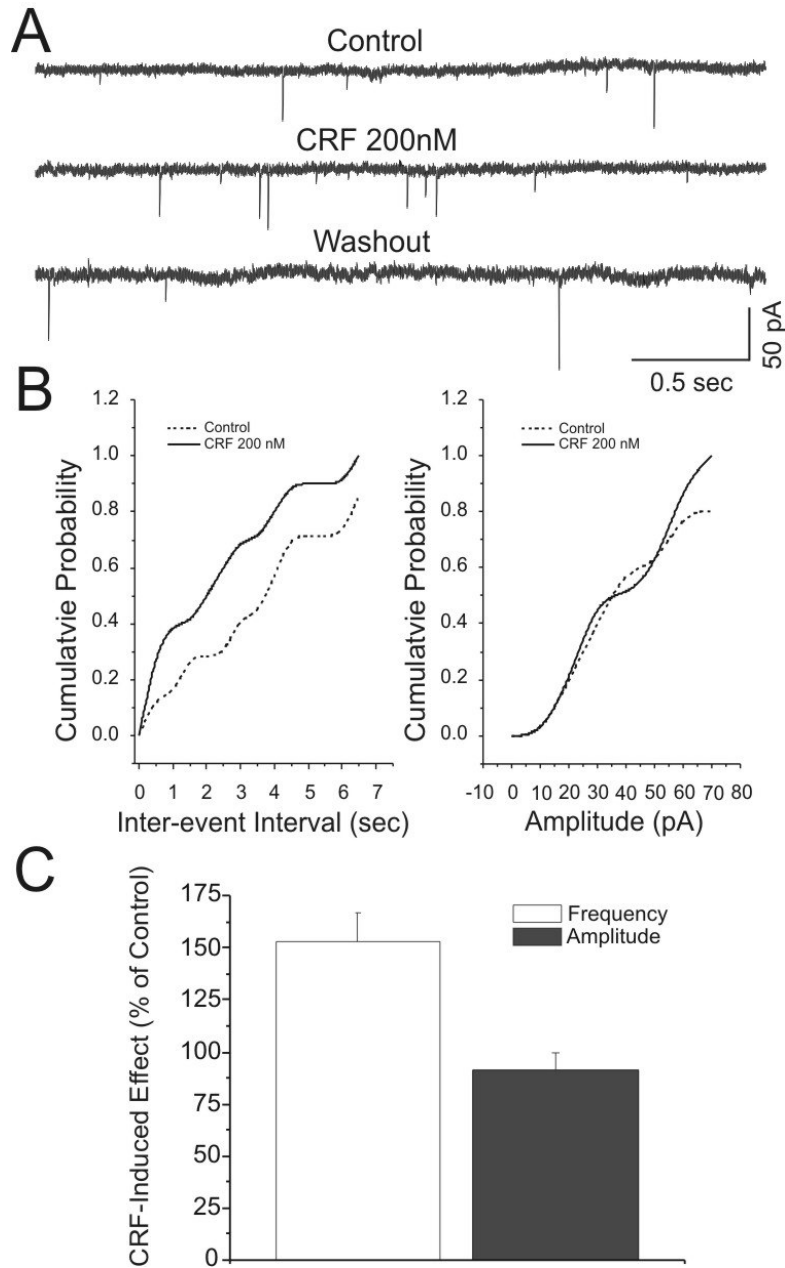 A
Control
CRF 200nM
Washout
50 pA
0.5 sec
B
1.2
1.0
0.8
0.6
0.4
0.2
0.0
Cumulatvie Probability
Control
CRF 200 nM
0 1 2 3 4 5 6 7
Inter-event Interval (sec)
1.2
1.0
0.8
0.6
0.4
0.2
0.0
Cumulatvie Probability
Control
CRF 200 nM
-10 0 10 20 30 40 50 60 70 80
Amplitude (pA)
C
175
150
125
100
75
50
25
0
CRF-Induced Effect (% of Control)
Frequency
Amplitude